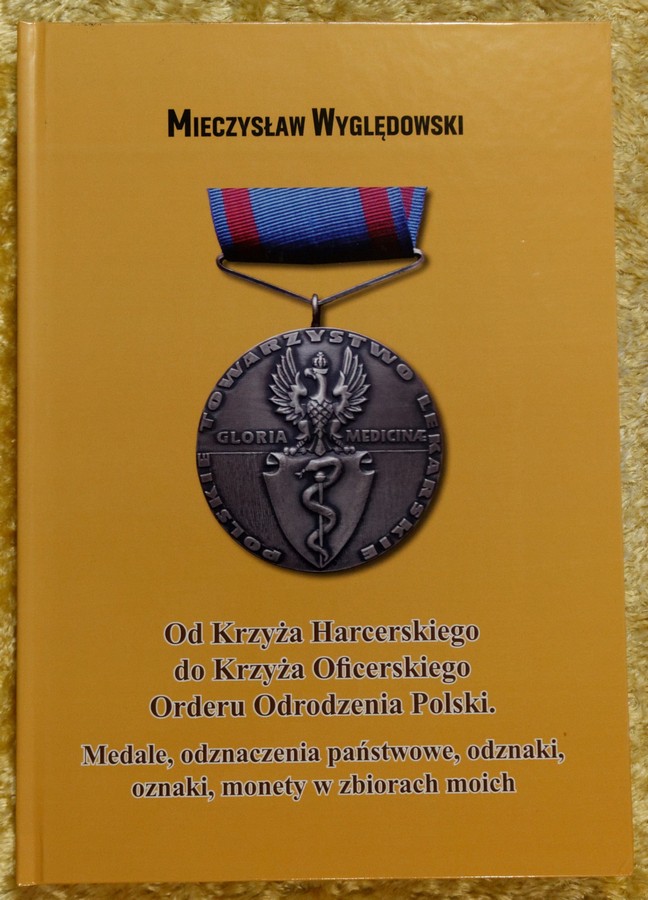 MIECZYSŁAW WYGLĘDOWSKI
POLSKIE TOWARZYSTWO LEKARSKIE
GLORIA MEDICINÆ
Od Krzyża Harcerskiego
do Krzyża Oficerskiego
Orderu Odrodzenia Polski.
Medale, odznaczenia państwowe, odznaki,
oznaki, monety w zbiorach moich